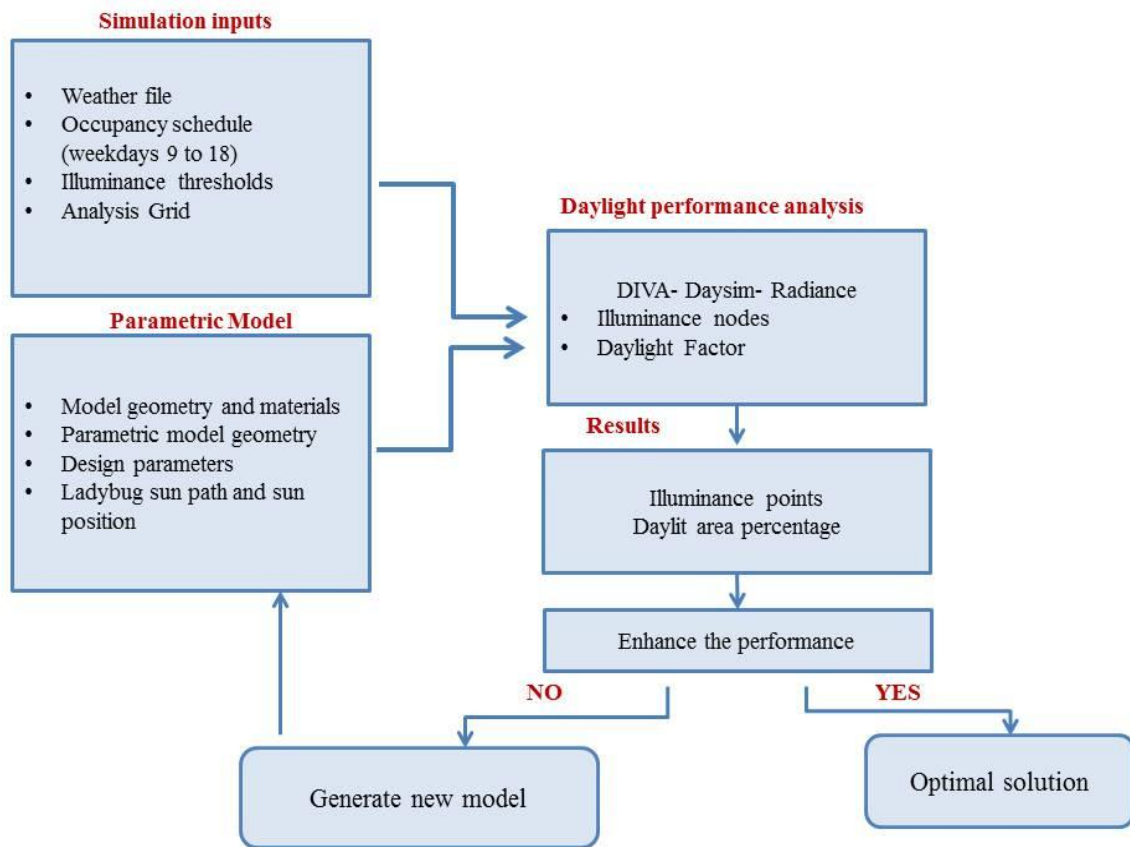 Simulation inputs
• Weather file
• Occupancy schedule
(weekdays 9 to 18)
• Illuminance thresholds
• Analysis Grid
Parametric Model
• Model geometry and materials
• Parametric model geometry
• Design parameters
• Ladybug sun path and sun
position
Daylight performance analysis
DIVA- Daysim- Radiance
• Illuminance nodes
• Daylight Factor
Results
Illuminance points
Daylit area percentage
Enhance the performance
NO
YES
Generate new model
Optimal solution